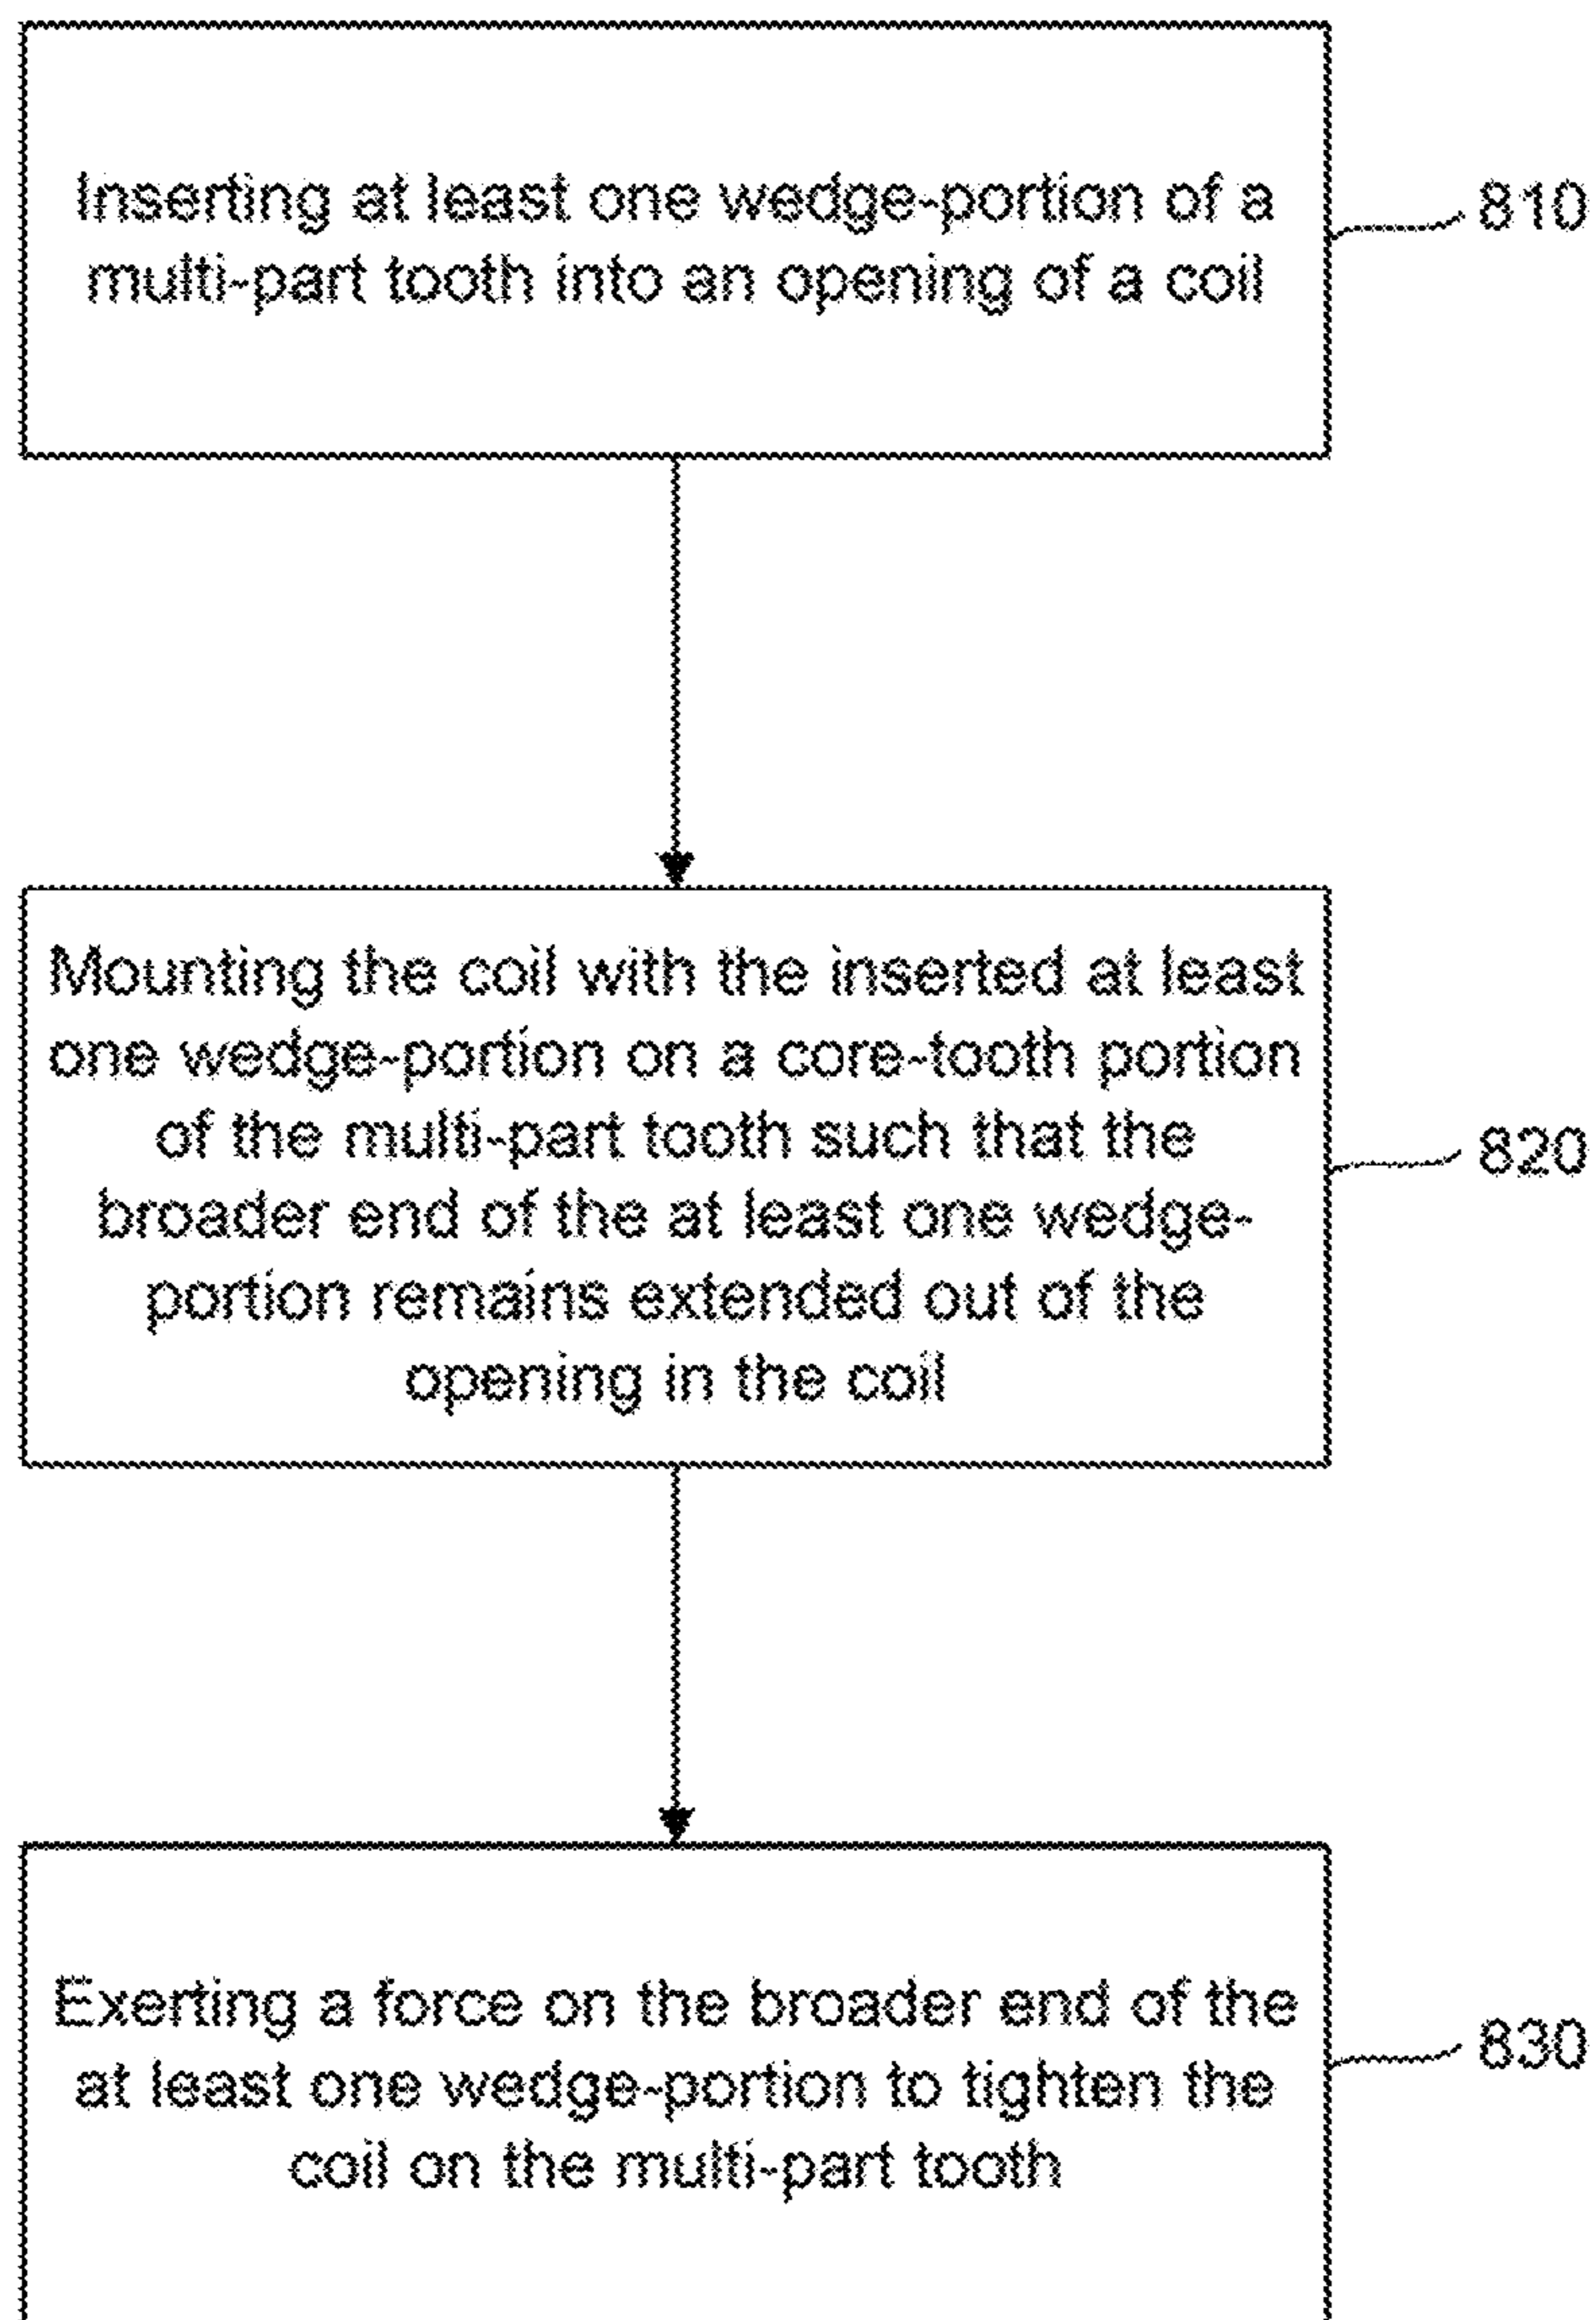 Inserting at least one wedge-portion of a
multi-part tooth into an opening of a coil
810
Mounting the coil with the inserted at least
one wedge-portion on a core-tooth portion
of the multi-part tooth such that the
broader end of the at least one wedge-
portion remains extended out of the
opening in the coil
820
Exerting a force on the broader end of the
at least one wedge-portion to tighten the
coil on the multi-part tooth
830